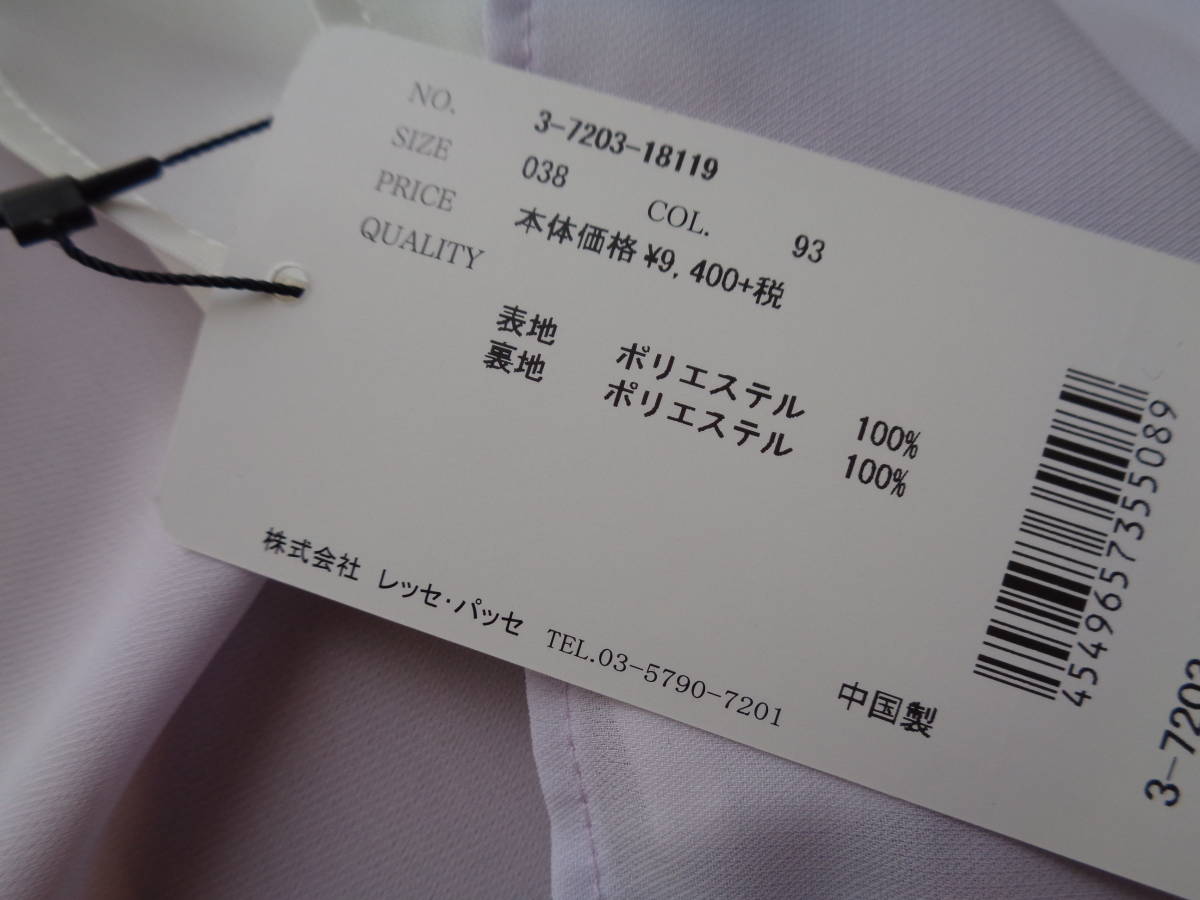 NO. 3-7203-18119
SIZE 038 COL. 93
PRICE 本体価格 ¥9,400+税
QUALITY
表地 ポリエステル 100%
裏地 ポリエステル 100%
株式会社 レッセ・パッセ TEL.03-5790-7201
中国製
4549657355089
3-7203